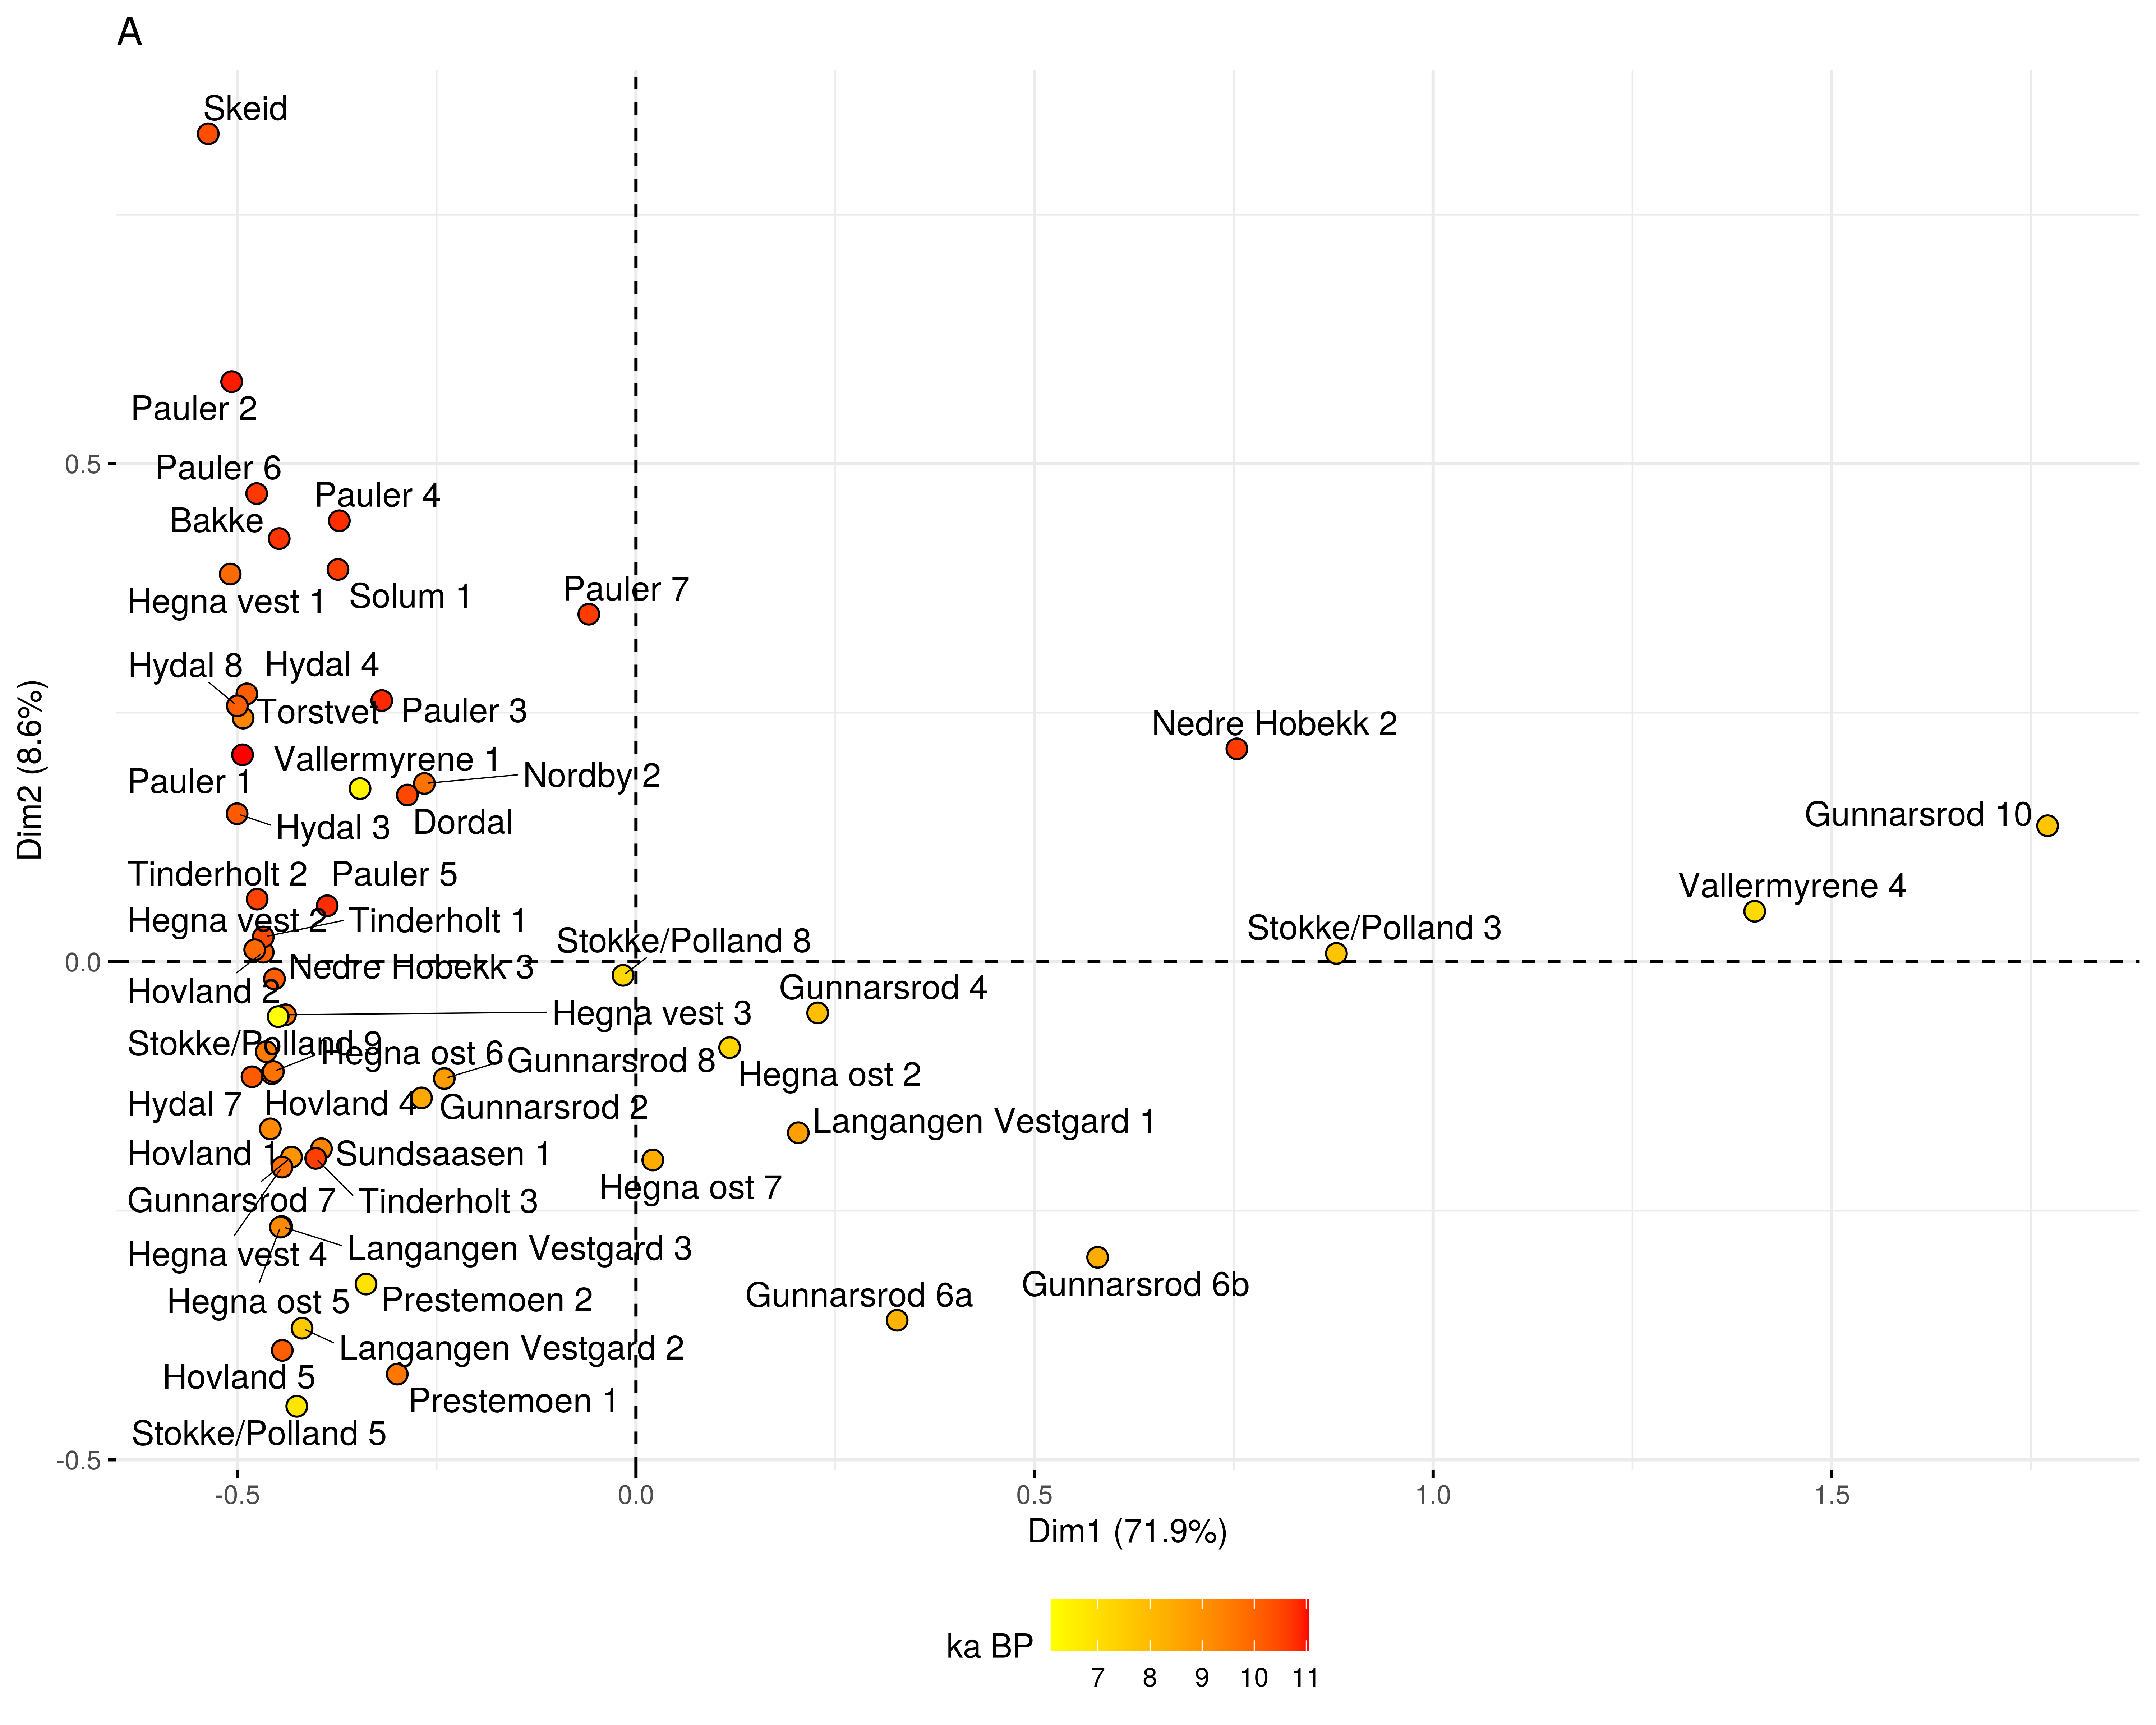 A
Skeid
Pauler 2
0.5
Pauler 6
Pauler 4
Bakke
Hegna vest 1
Solum 1
Pauler 7
Hydal 8
Hydal 4
Torstvet
Pauler 3
Nedre Hobekk 2
Vallermyrene 1
Pauler 1
Nordby 2
Hydal 3
Dordal
Gunnarsrod 10
Dim2 (8.6%)
Tinderholt 2
Pauler 5
Vallermyrene 4
Hegna vest 2
Tinderholt 1
Stokke/Polland 8
Stokke/Polland 3
0.0
Nedre Hobekk 3
Hovland 2
Gunnarsrod 4
Hegna vest 3
Stokke/Polland 9
Hegna ost 6
Gunnarsrod 8
Hegna ost 2
Hydal 7
Hovland 4
Gunnarsrod 2
Langangen Vestgard 1
Hovland 1
Sundsaasen 1
Hegna ost 7
Gunnarsrod 7
Tinderholt 3
Hegna vest 4
Langangen Vestgard 3
Gunnarsrod 6b
Hegna ost 5
Prestemoen 2
Gunnarsrod 6a
Langangen Vestgard 2
Hovland 5
Prestemoen 1
Stokke/Polland 5
-0.5
-0.5 0.0 0.5 1.0 1.5
Dim1 (71.9%)
ka BP
7 8 9 10 11